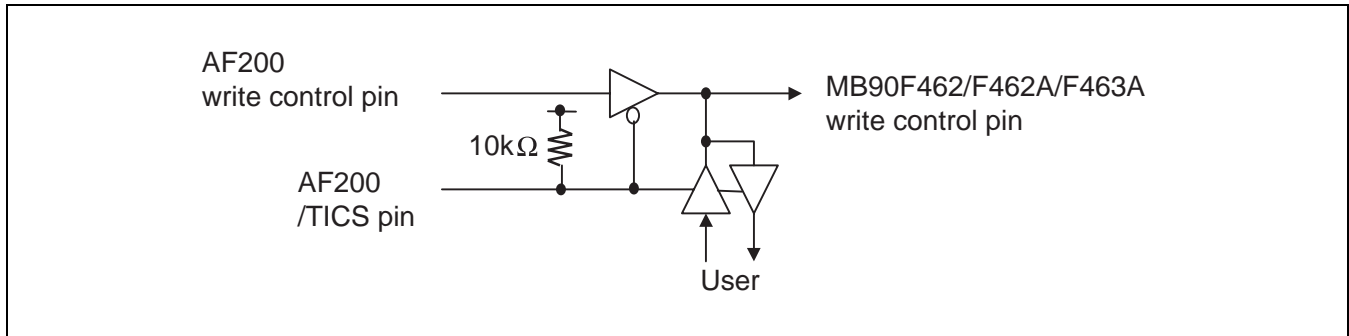 AF200
write control pin
MB90F462/F462A/F463A
write control pin
10kΩ
AF200
/TICS pin
User